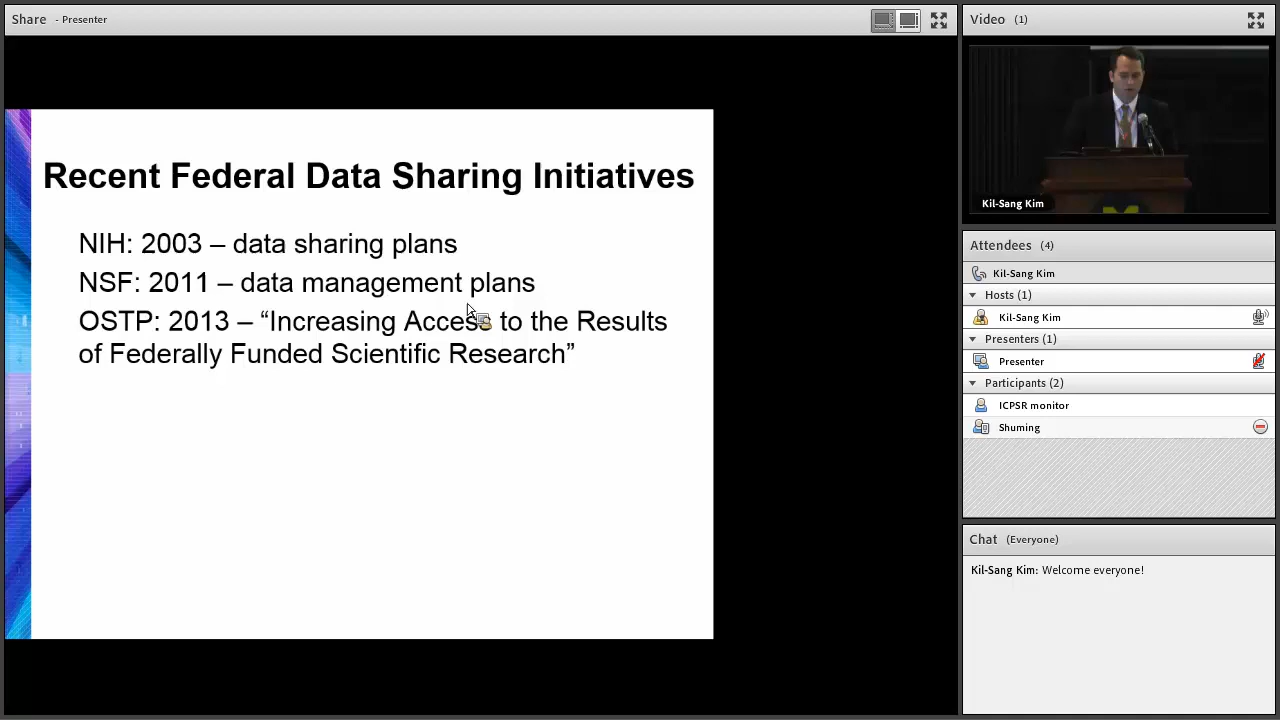 Share - Presenter
Recent Federal Data Sharing Initiatives
NIH: 2003 – data sharing plans
NSF: 2011 – data management plans
OSTP: 2013 – “Increasing Access to the Results
of Federally Funded Scientific Research”
Video (1)
Kil-Sang Kim
Attendees (4)
Kil-Sang Kim
Hosts (1)
Kil-Sang Kim
Presenters (1)
Presenter
Participants (2)
ICPSR monitor
Shuming
Chat (Everyone)
Kil-Sang Kim: Welcome everyone!